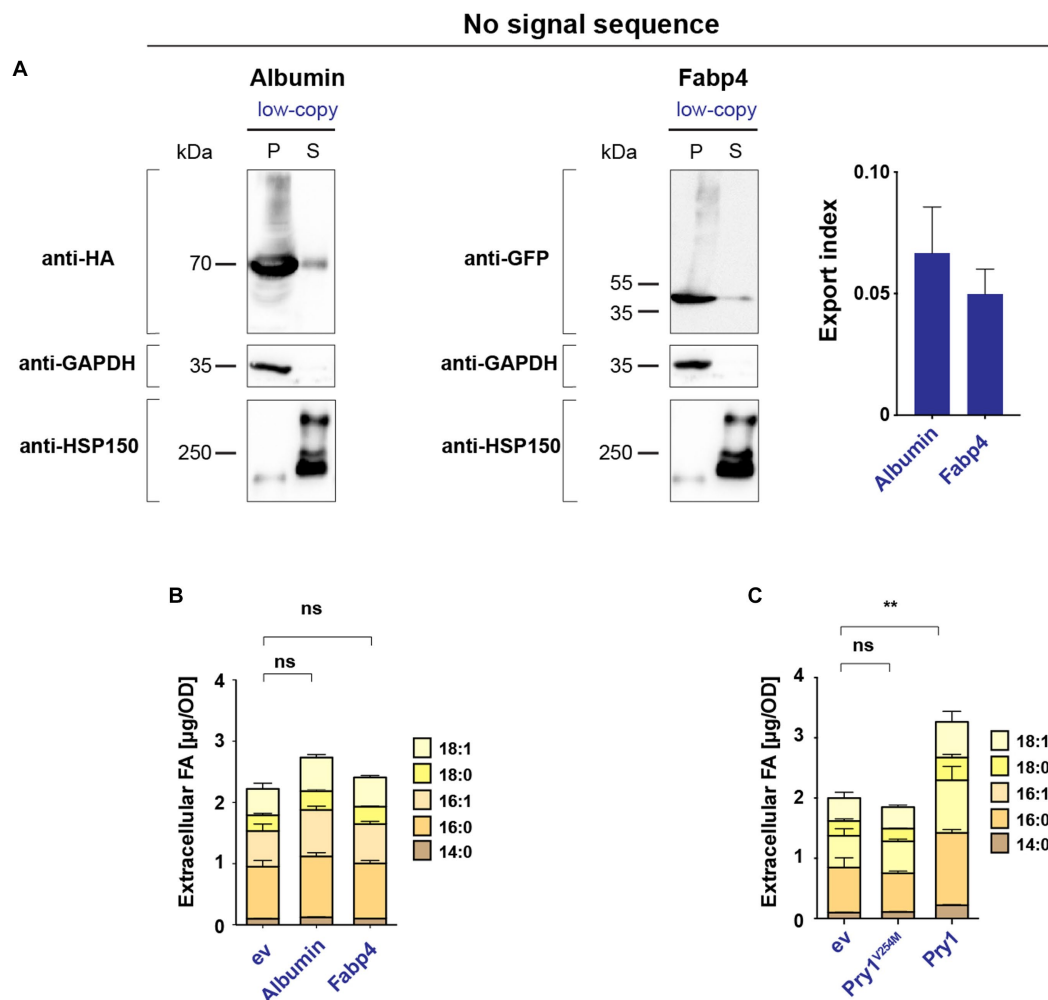 No signal sequence
A
Albumin
low-copy
kDa P S
anti-HA
70
anti-GAPDH
35
anti-HSP150
250
Fabp4
low-copy
kDa P S
anti-GFP
55
35
anti-GAPDH
35
anti-HSP150
250
Export index
0.10
0.05
0
Albumin
Fabp4
B
ns
ns
Extracellular FA [µg/OD]
4
3
2
1
0
18:1
18:0
16:1
16:0
14:0
ev
Albumin
Fabp4
C
**
ns
Extracellular FA [µg/OD]
4
3
2
1
0
18:1
18:0
16:1
16:0
14:0
ev
Pry1V254M
Pry1